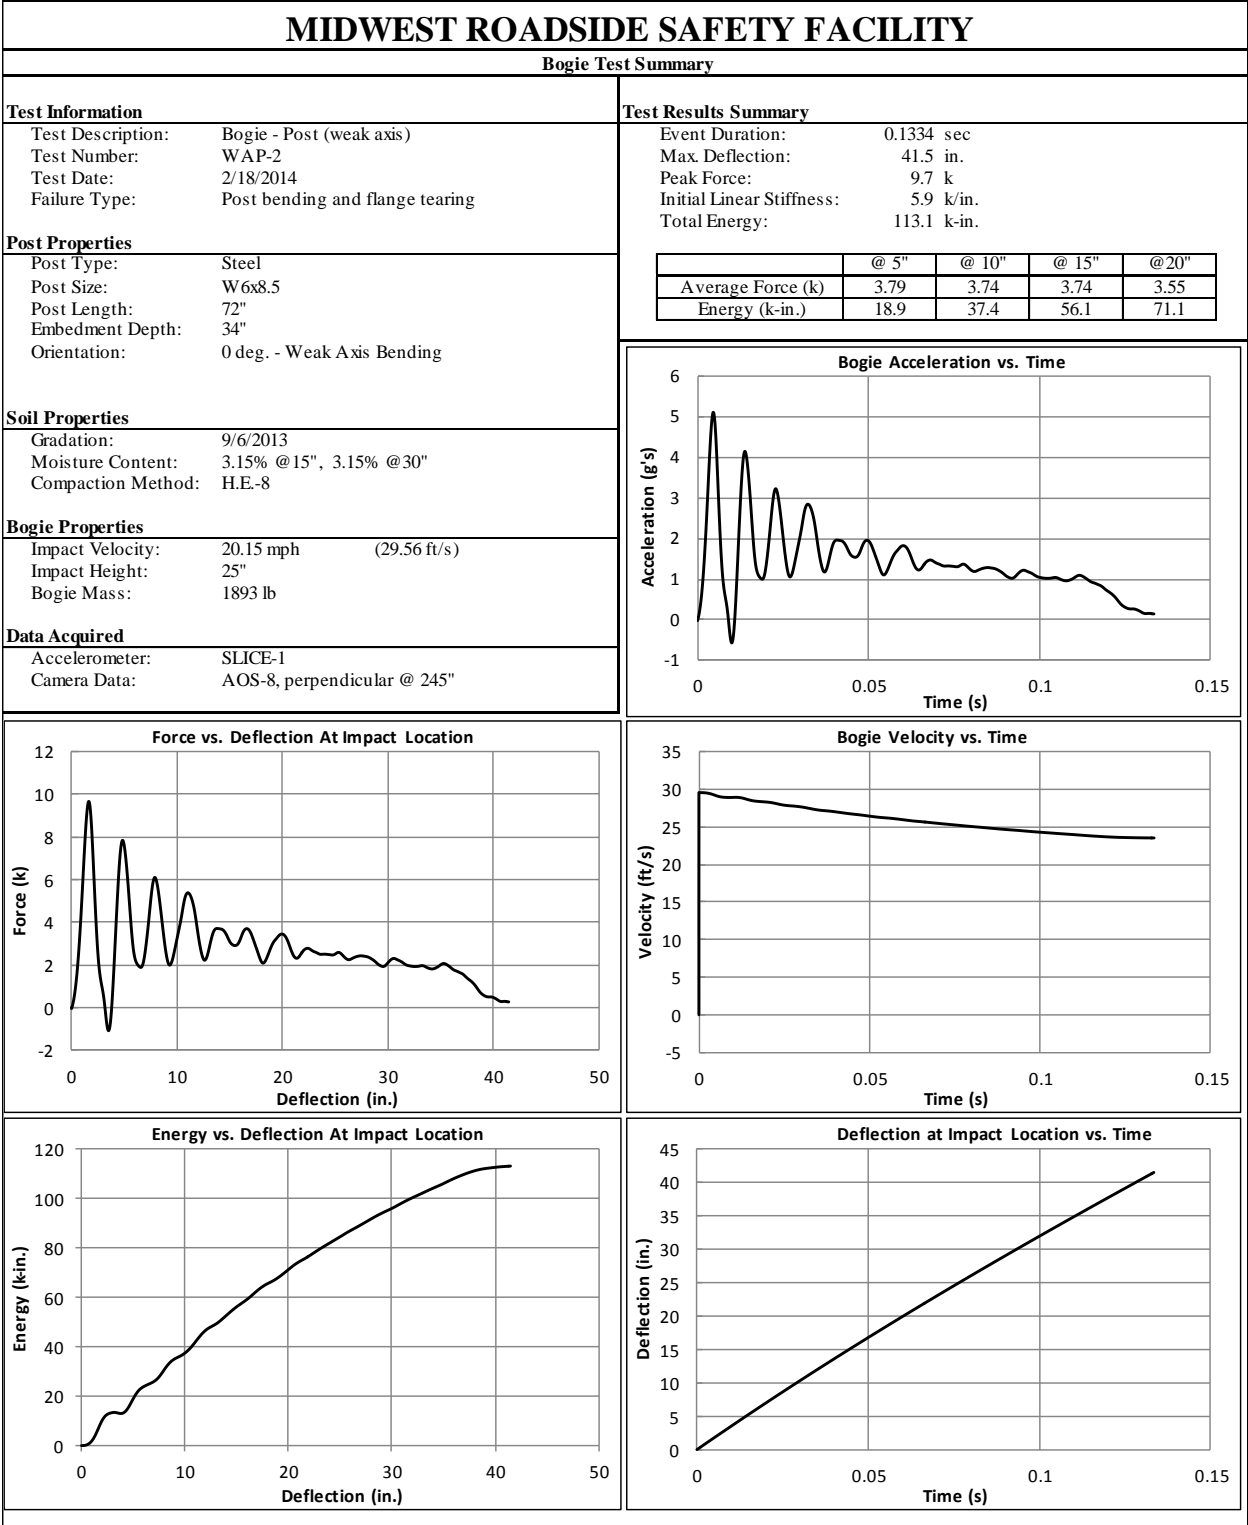 MIDWEST ROADSIDE SAFETY FACILITY
Bogie Test Summary
Test Information
Test Description: Bogie - Post (weak axis)
Test Number: WAP-2
Test Date: 2/18/2014
Failure Type: Post bending and flange tearing
Post Properties
Post Type: Steel
Post Size: W6x8.5
Post Length: 72"
Embedment Depth: 34"
Orientation: 0 deg. - Weak Axis Bending
Soil Properties
Gradation: 9/6/2013
Moisture Content: 3.15% @15", 3.15% @30"
Compaction Method: H.E.-8
Bogie Properties
Impact Velocity: 20.15 mph (29.56 ft/s)
Impact Height: 25"
Bogie Mass: 1893 lb
Data Acquired
Accelerometer: SLICE-1
Camera Data: AOS-8, perpendicular @ 245"
Test Results Summary
Event Duration: 0.1334 sec
Max. Deflection: 41.5 in.
Peak Force: 9.7 k
Initial Linear Stiffness: 5.9 k/in.
Total Energy: 113.1 k-in.
@ 5" @ 10" @ 15" @20"
Average Force (k) 3.79 3.74 3.74 3.55
Energy (k-in.) 18.9 37.4 56.1 71.1
Bogie Acceleration vs. Time
Acceleration (g's)
6
5
4
3
2
1
0
-1
0 0.05 0.1 0.15
Time (s)
Force vs. Deflection At Impact Location
Force (k)
12
10
8
6
4
2
0
-2
0 10 20 30 40 50
Deflection (in.)
Bogie Velocity vs. Time
Velocity (ft/s)
35
30
25
20
15
10
5
0
-5
0 0.05 0.1 0.15
Time (s)
Energy vs. Deflection At Impact Location
Energy (k-in.)
120
100
80
60
40
20
0
0 10 20 30 40 50
Deflection (in.)
Deflection at Impact Location vs. Time
Deflection (in.)
45
40
35
30
25
20
15
10
5
0
0 0.05 0.1 0.15
Time (s)